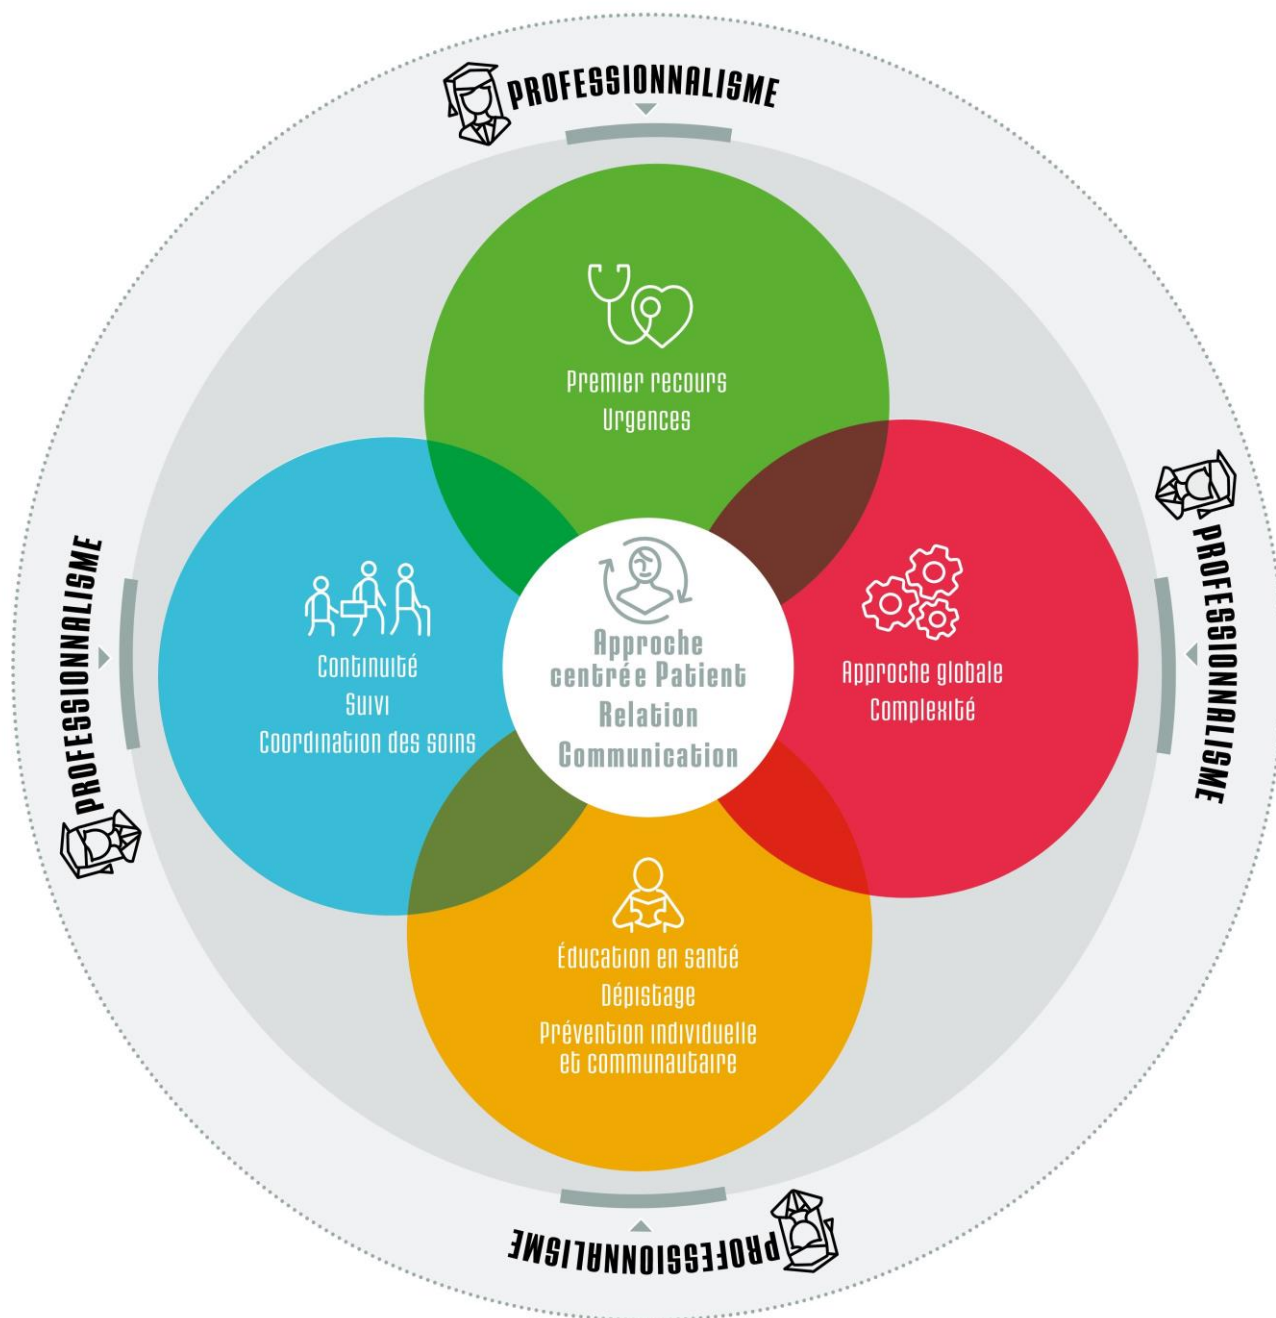 PROFESSIONNALISME
Premier recours
Urgences
PROFESSIONNALISME
Continuité
Suivi
Coordination des soins
Approche
centrée Patient
Relation
Communication
Approche globale
Complexité
PROFESSIONNALISME
Éducation en santé
Dépistage
Prévention individuelle
et communautaire
PROFESSIONNALISME